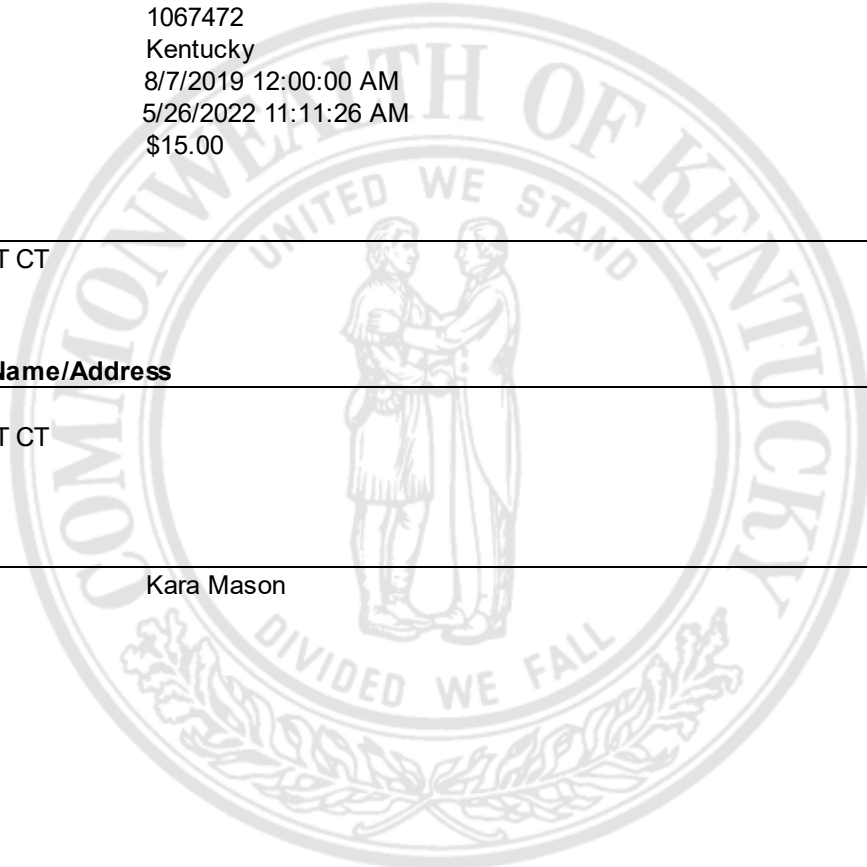 1067472
Kentucky
8/7/2019 12:00:00 AM
5/26/2022 11:11:26 AM
$15.00
T CT
Name/Address
T CT
Kara Mason
COMMONWEALTH OF KENTUCKY
UNITED WE STAND
DIVIDED WE FALL